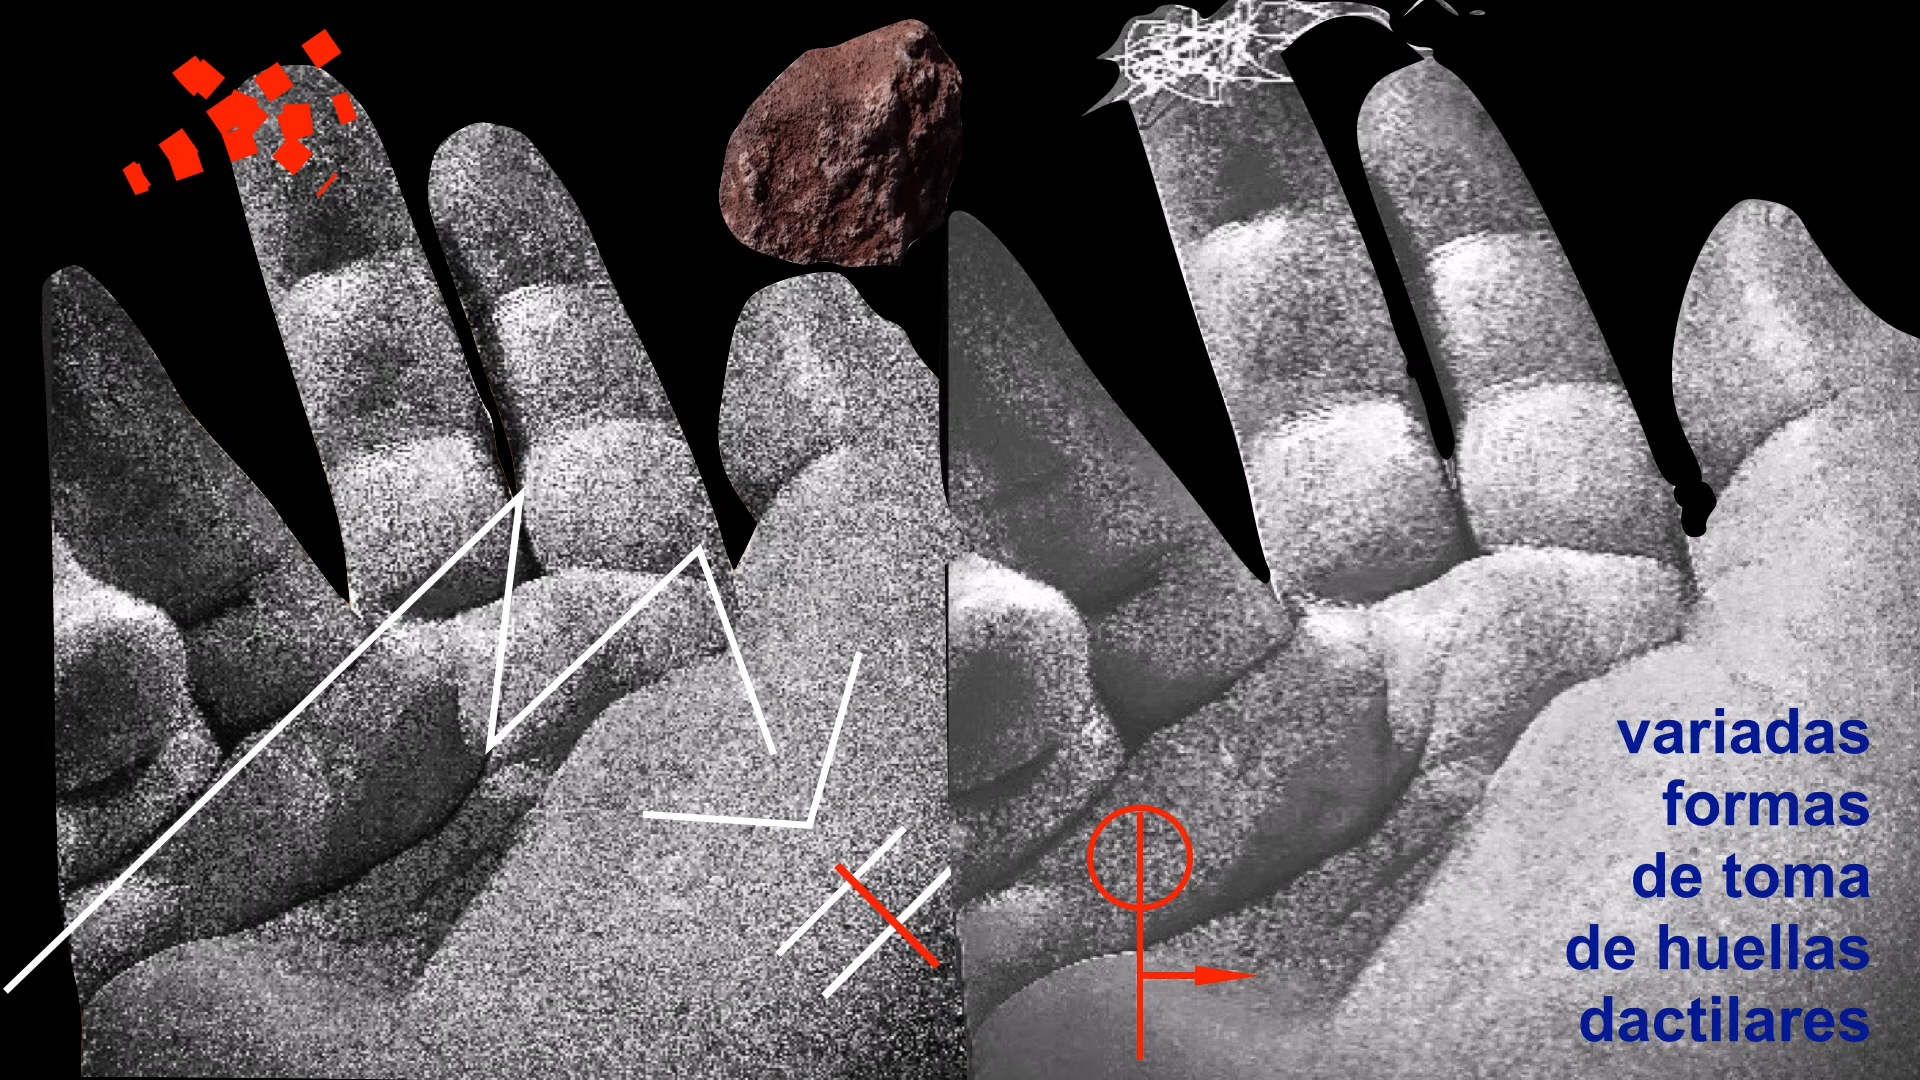 variadas
formas
de toma
de huellas
dactilares